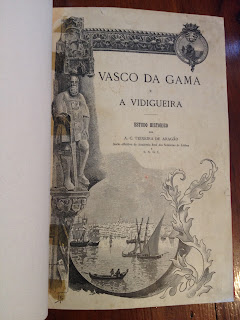 VASCO DA GAMA
E
A VIDIGUEIRA
ESTUDO HISTORICO
POR
A. C. TEIXEIRA DE ARAGÃO